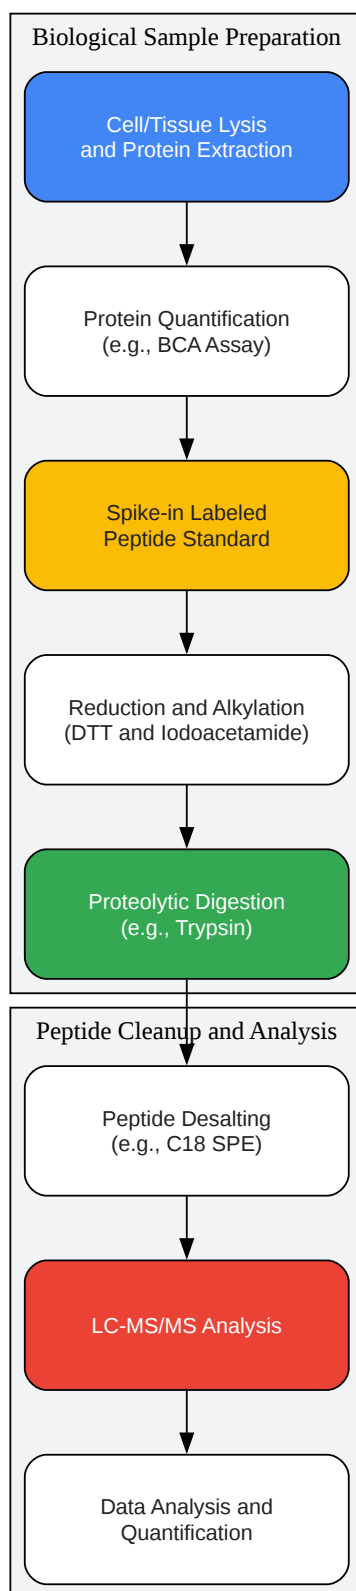 Biological Sample Preparation
Cell/Tissue Lysis
and Protein Extraction
Protein Quantification
(e.g., BCA Assay)
Spike-in Labeled
Peptide Standard
Reduction and Alkylation
(DTT and Iodoacetamide)
Proteolytic Digestion
(e.g., Trypsin)
Peptide Cleanup and Analysis
Peptide Desalting
(e.g., C18 SPE)
LC-MS/MS Analysis
Data Analysis and
Quantification